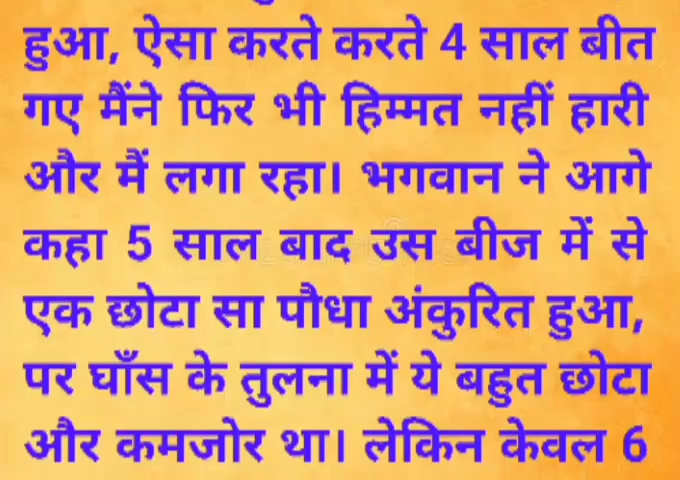 हुआ, ऐसा करते करते 4 साल बीत
गए मैंने फिर भी हिम्मत नहीं हारी
और मैं लगा रहा। भगवान ने आगे
कहा 5 साल बाद उस बीज में से
एक छोटा सा पौधा अंकुरित हुआ,
पर घाँस के तुलना में ये बहुत छोटा
और कमजोर था। लेकिन केवल 6